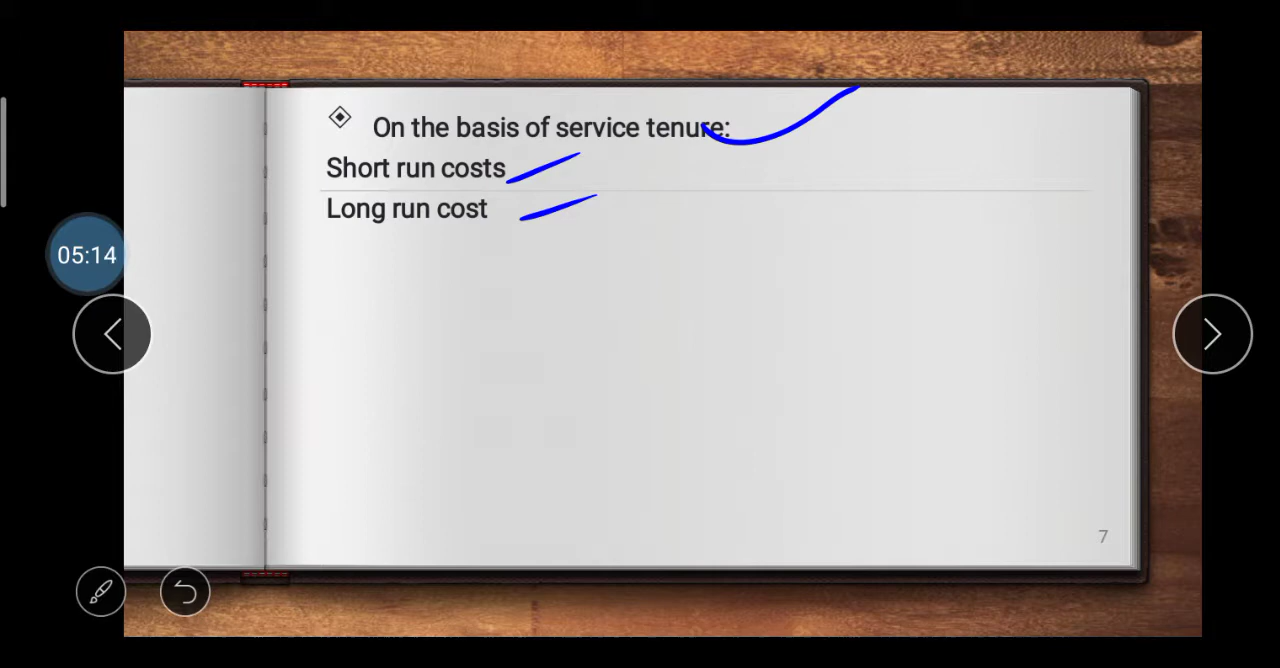 On the basis of service tenure:
Short run costs
Long run cost
05:14
7